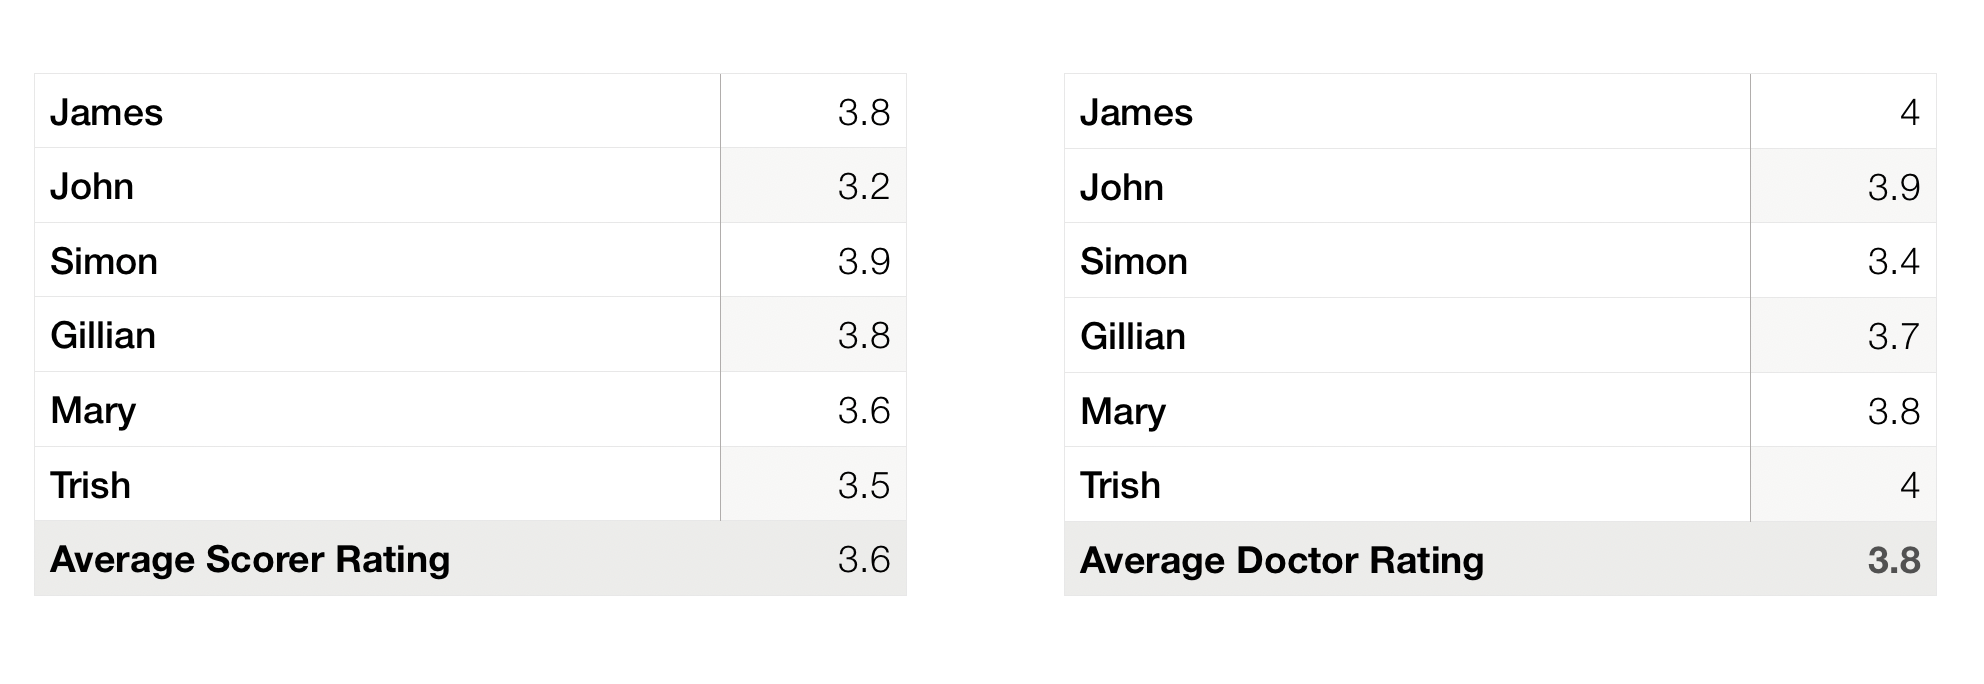 James 3.8
John 3.2
Simon 3.9
Gillian 3.8
Mary 3.6
Trish 3.5
Average Scorer Rating 3.6
James 4
John 3.9
Simon 3.4
Gillian 3.7
Mary 3.8
Trish 4
Average Doctor Rating 3.8